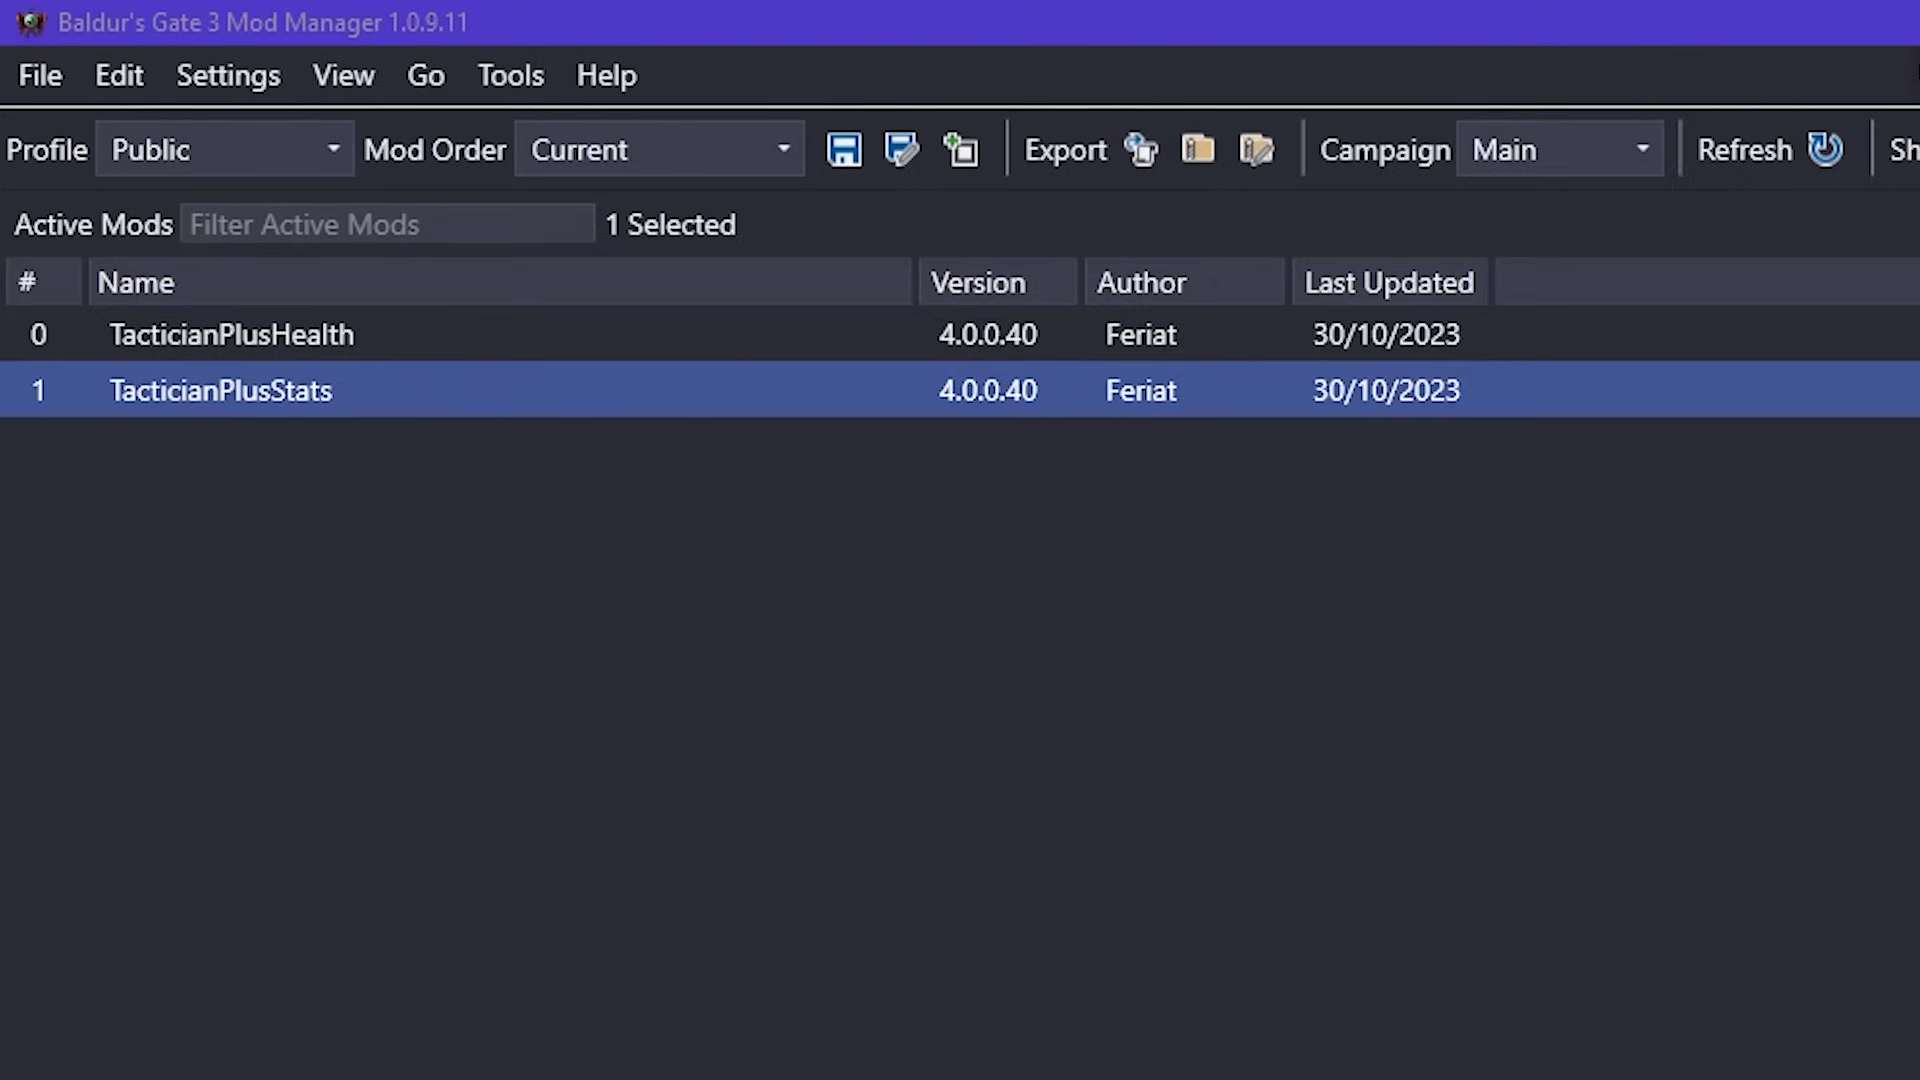 Baldur's Gate 3 Mod Manager 1.0.9.11
File Edit Settings View Go Tools Help
Profile Public Mod Order Current Export Campaign Main Refresh Sh
Active Mods Filter Active Mods 1 Selected
# Name Version Author Last Updated
0 TacticianPlusHealth 4.0.0.40 Feriat 30/10/2023
1 TacticianPlusStats 4.0.0.40 Feriat 30/10/2023